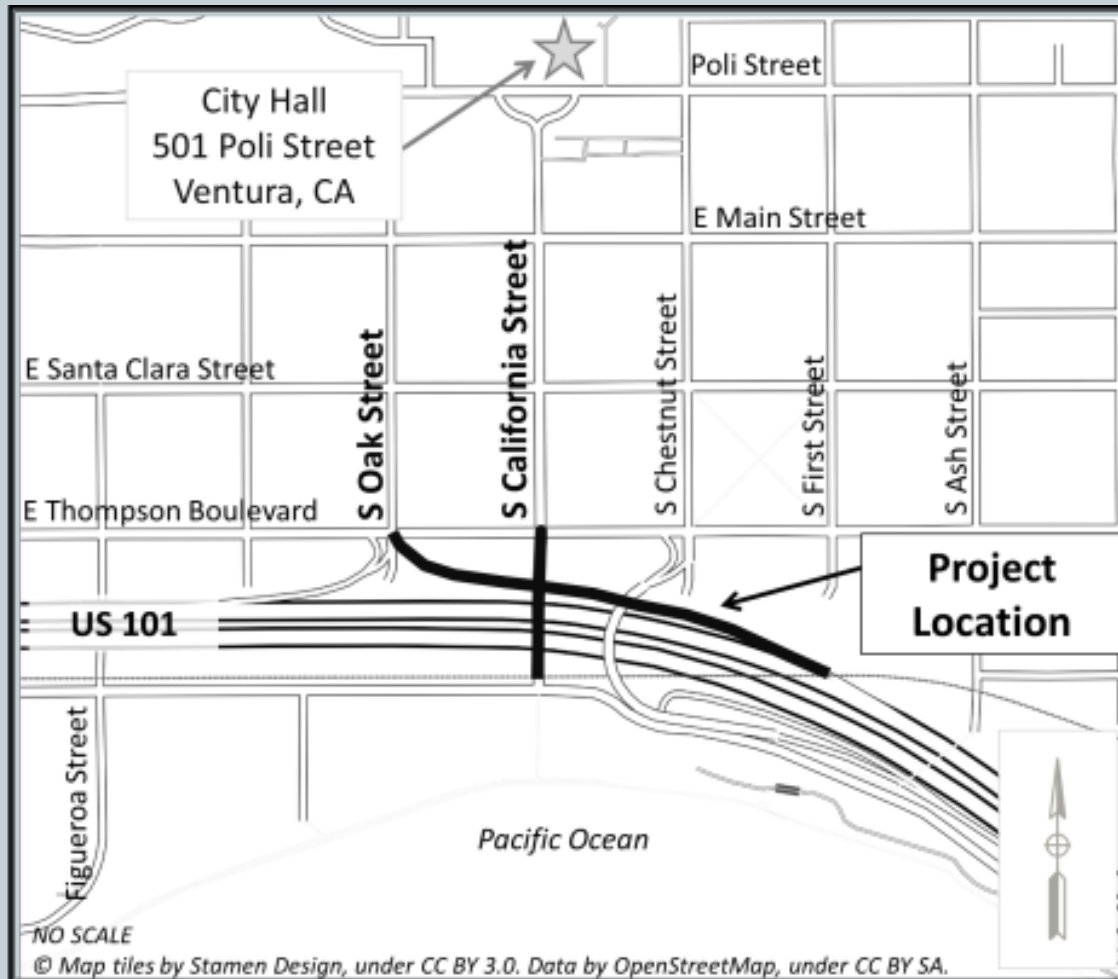 Poli Street
City Hall
501 Poli Street
Ventura, CA
E Main Street
S Oak Street
S California Street
S Chestnut Street
S First Street
S Ash Street
E Santa Clara Street
E Thompson Boulevard
Project
Location
US 101
Figueroa Street
Pacific Ocean
NO SCALE
© Map tiles by Stamen Design, under CC BY 3.0. Data by OpenStreetMap, under CC BY SA.